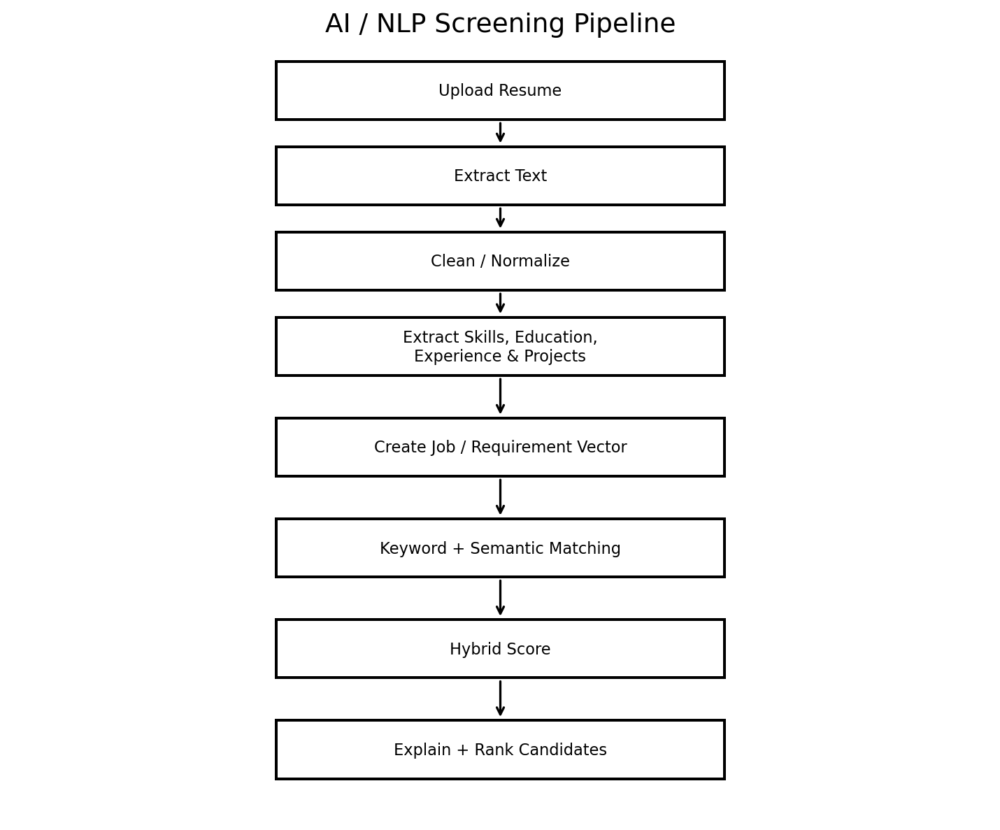 AI / NLP Screening Pipeline
Upload Resume
Extract Text
Clean / Normalize
Extract Skills, Education,
Experience & Projects
Create Job / Requirement Vector
Keyword + Semantic Matching
Hybrid Score
Explain + Rank Candidates